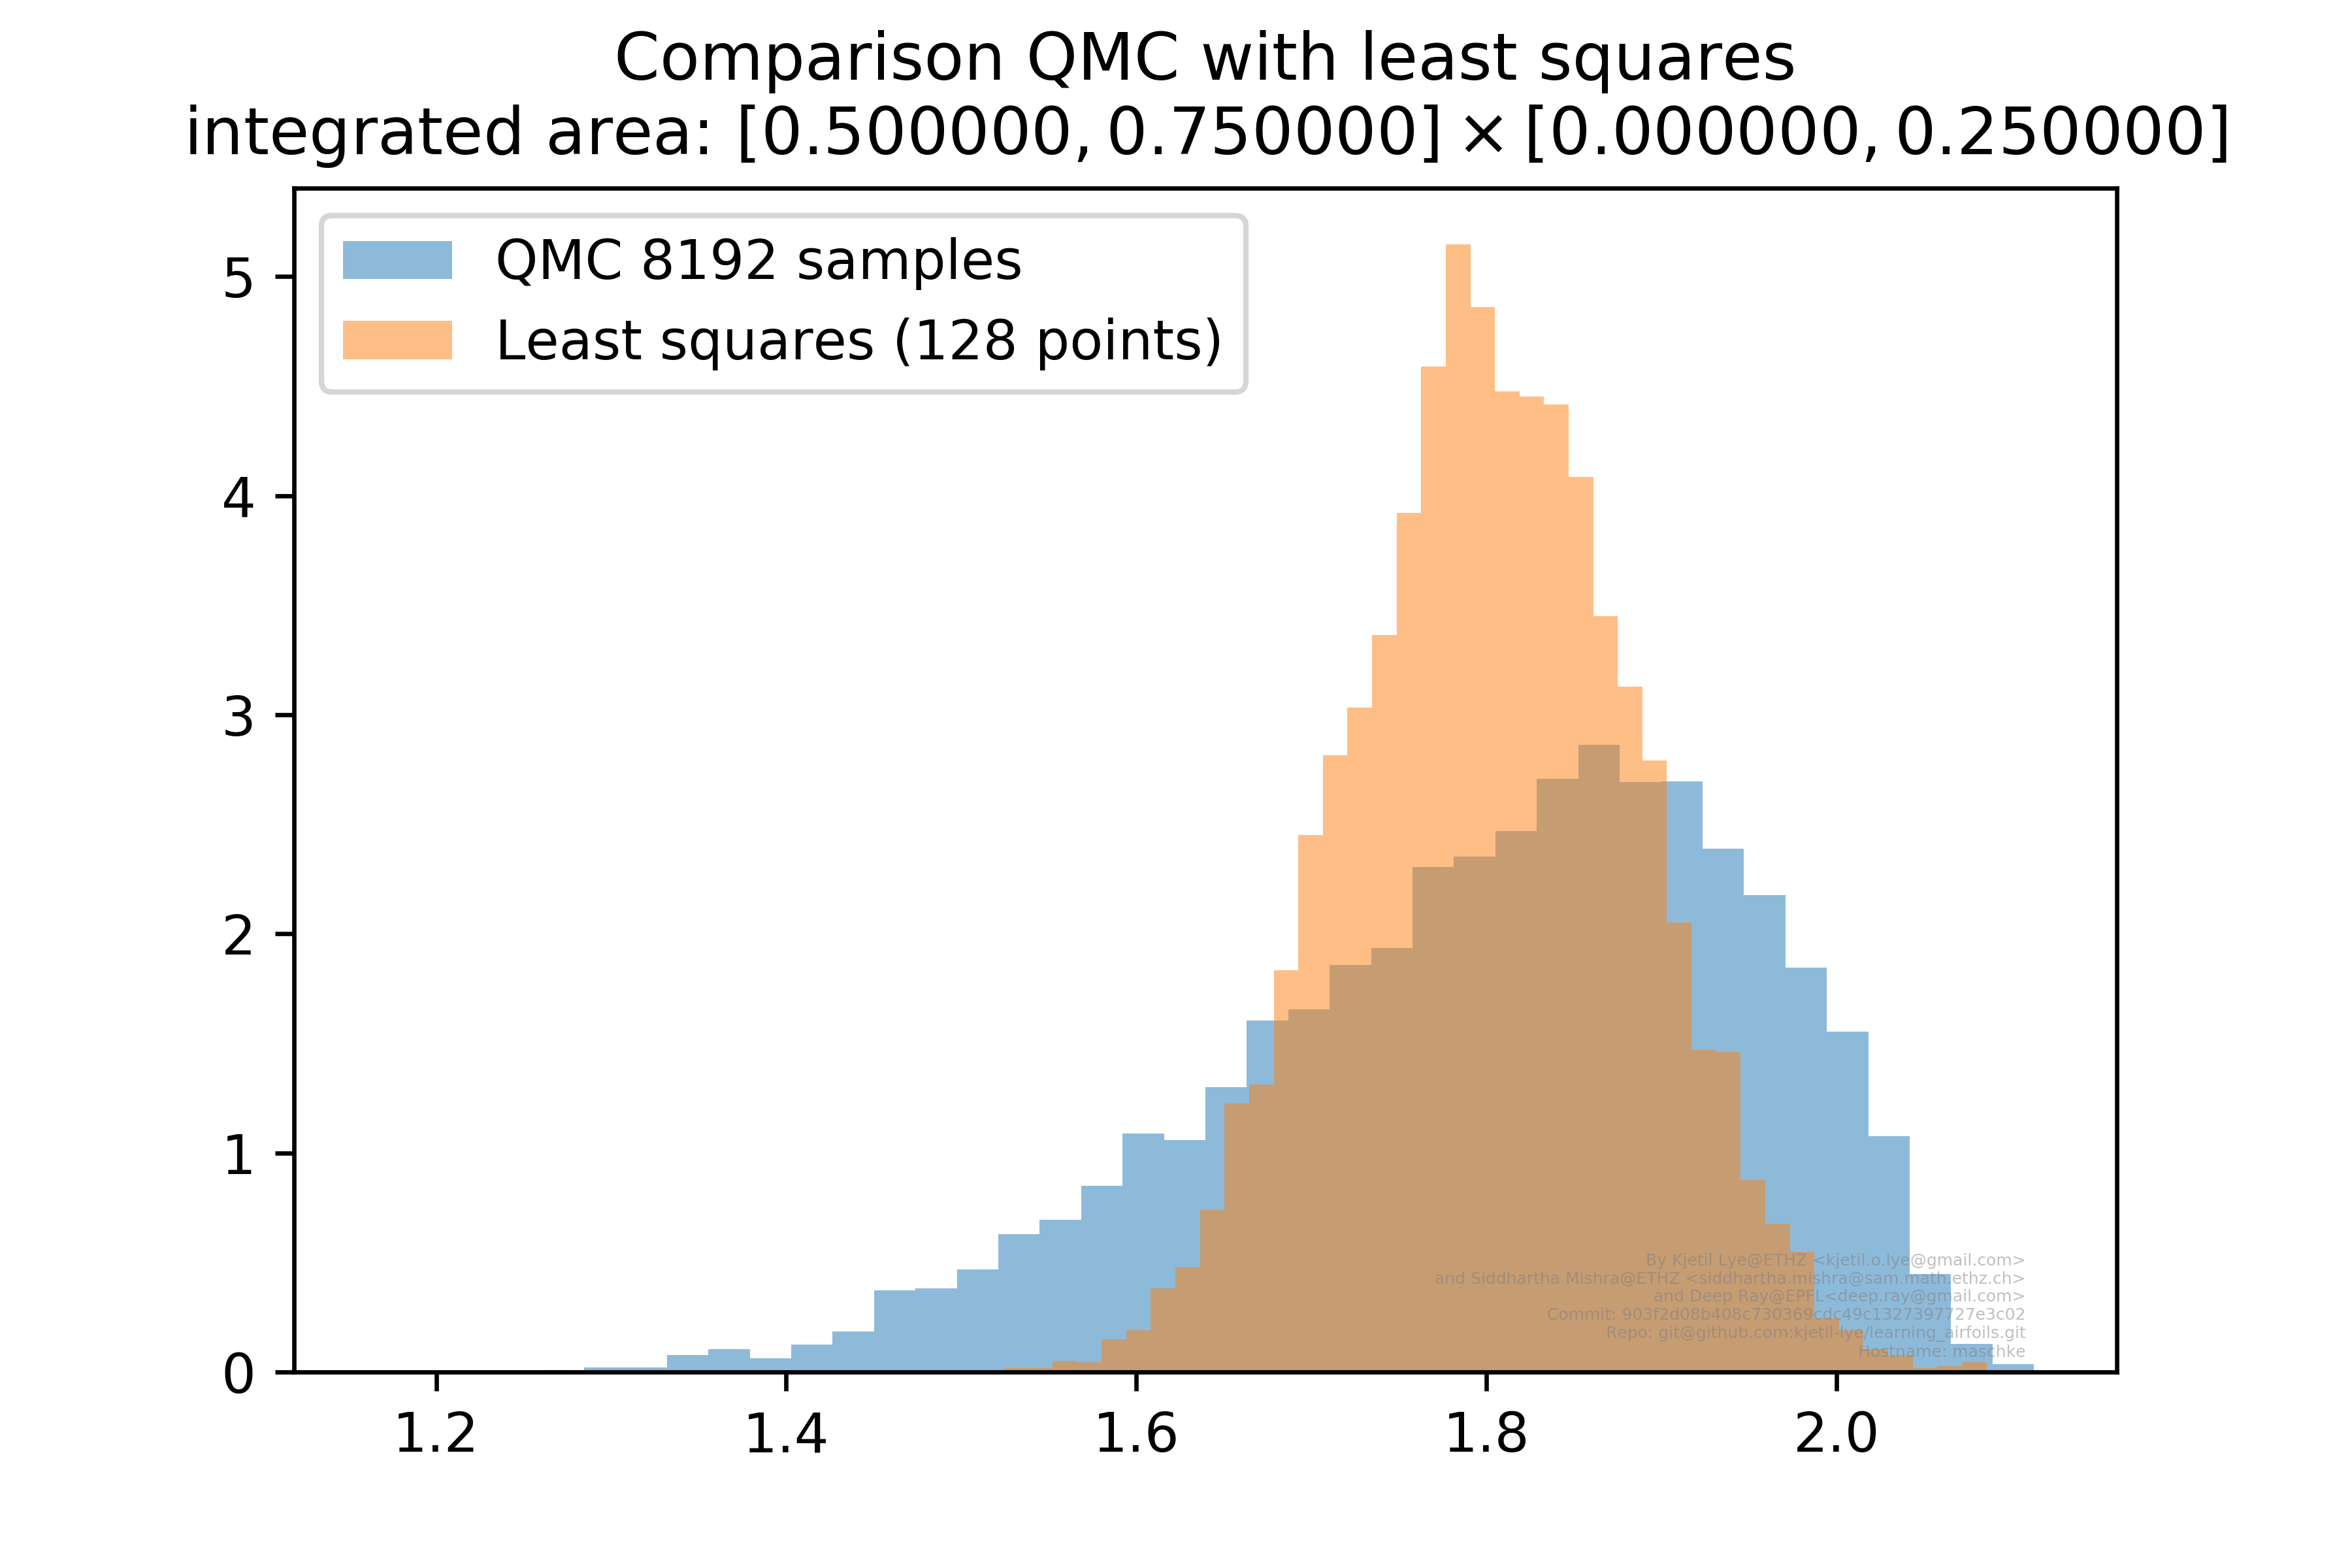 Comparison QMC with least squares
integrated area: [0.500000, 0.750000] × [0.000000, 0.250000]
QMC 8192 samples
Least squares (128 points)
5
4
3
2
1
0
By Kjetil Lye@ETHZ <kjetil.o.lye@gmail.com>
and Siddhartha Mishra@ETHZ <siddhartha.mishra@sam.math.ethz.ch>
and Deep Ray@EPFL<deep.ray@gmail.com>
Commit: 903f2d08b408c730369cdc49c1327397727e3c02
Repo: git@github.com:kjetil-lye/learning_airfoils.git
Hostname: maschke
1.2 1.4 1.6 1.8 2.0